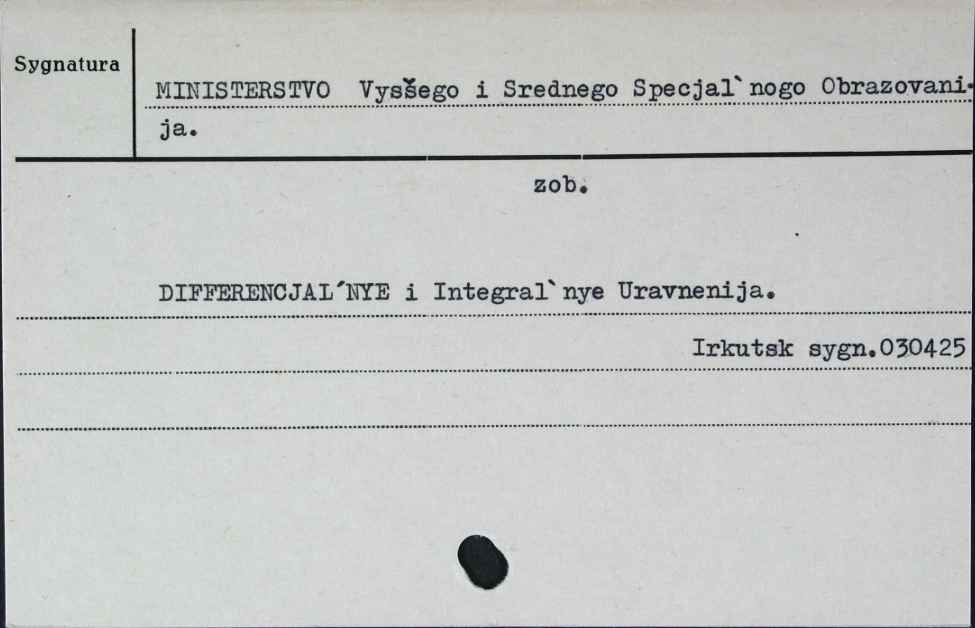 Sygnatura
MINISTERSTVO Vysšego i Srednego Specjal`nogo Obrazovani-
ja.
zob.
DIFFERENCJAL´NYE i Integral`nye Uravnenija.
Irkutsk sygn.030425